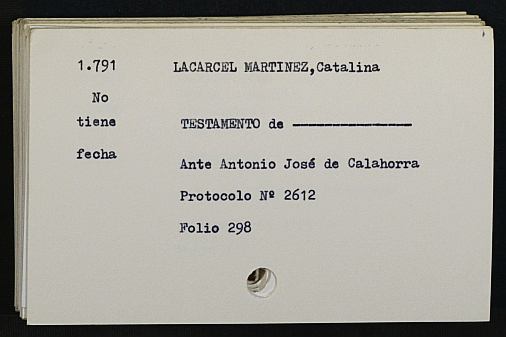 1.791 LACARCEL MARTINEZ,Catalina
No
tiene TESTAMENTO de ---------------
fecha
Ante Antonio José de Calahorra
Protocolo Nº 2612
Folio 298